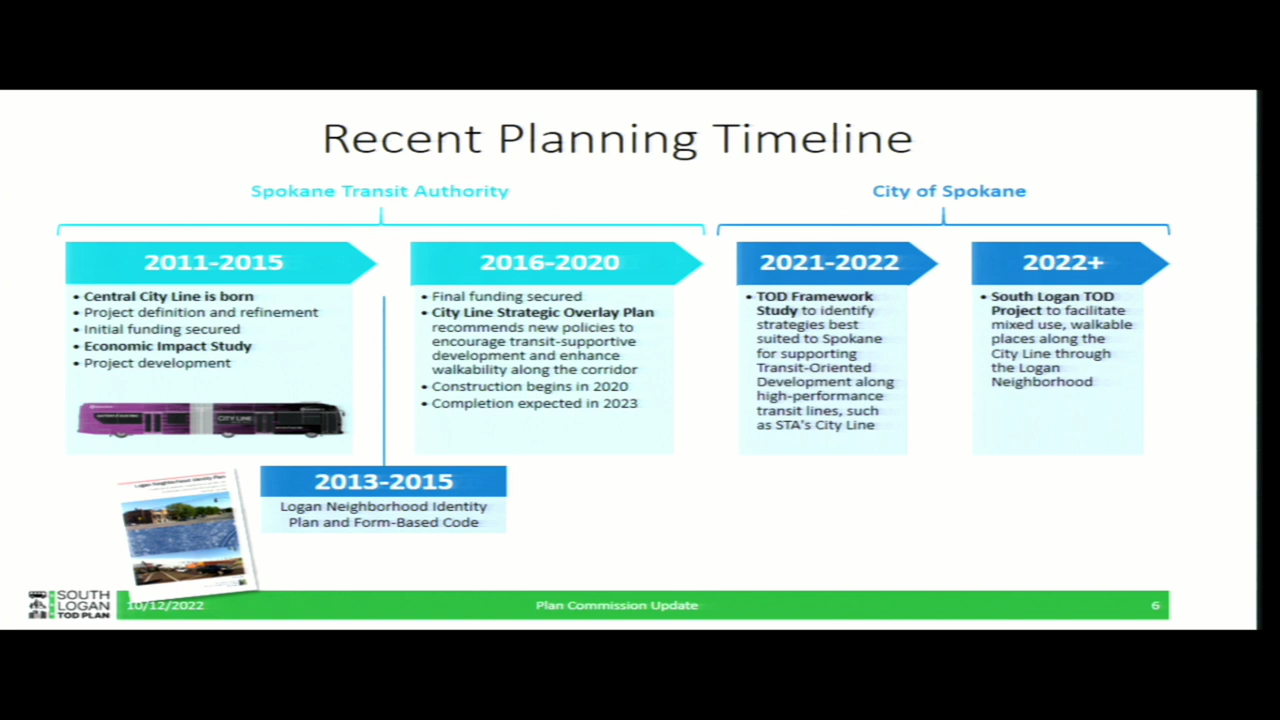 Recent Planning Timeline
Spokane Transit Authority
City of Spokane
2011-2015
• Central City Line is born
• Project definition and refinement
• Initial funding secured
• Economic Impact Study
• Project development
CITY LINE
2016-2020
• Final funding secured
• City Line Strategic Overlay Plan
recommends new policies to
encourage transit-supportive
development and enhance
walkability along the corridor
• Construction begins in 2020
• Completion expected in 2023
2021-2022
• TOD Framework
Study to identify
strategies best
suited to Spokane
for supporting
Transit-Oriented
Development along
high-performance
transit lines, such
as STA's City Line
2022+
• South Logan TOD
Project to facilitate
mixed use, walkable
places along the
City Line through
the Logan
Neighborhood
Logan Neighborhood Identity Plan
2013-2015
Logan Neighborhood Identity
Plan and Form-Based Code
SOUTH
LOGAN
TOD PLAN
10/12/2022
Plan Commission Update
6